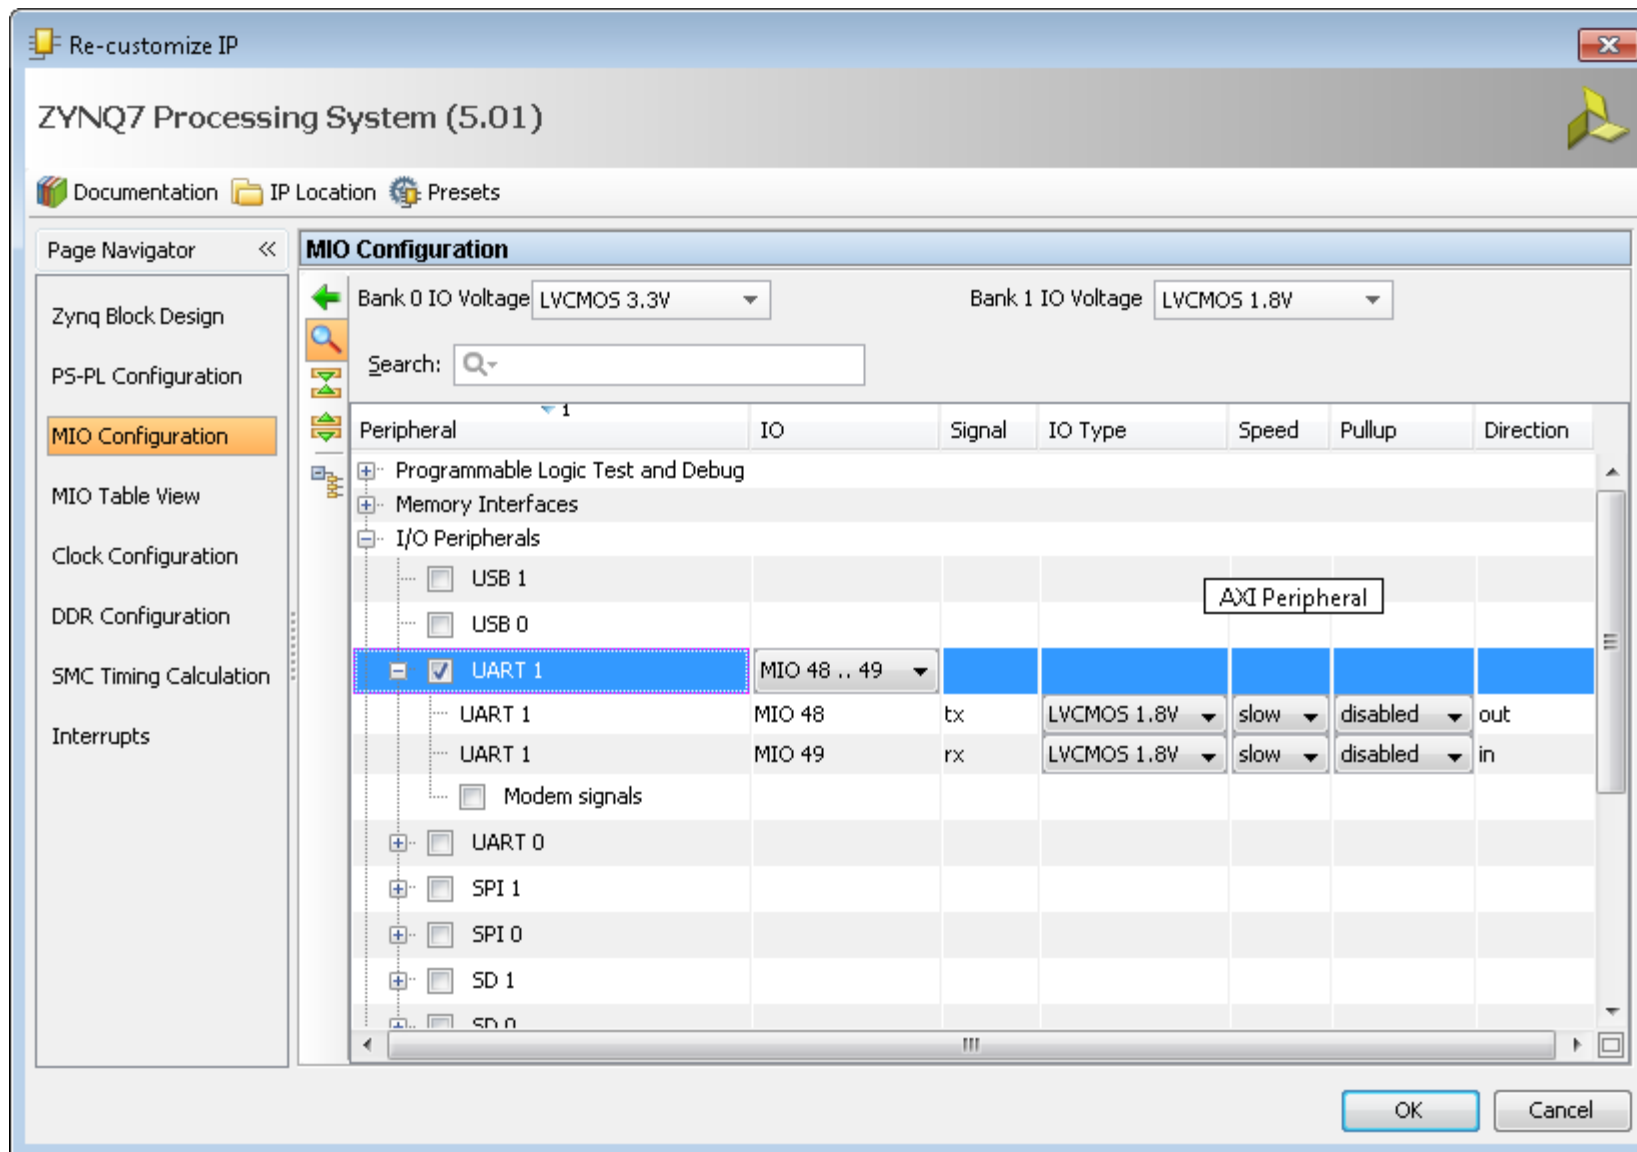 Re-customize IP
ZYNQ7 Processing System (5.01)
Documentation IP Location Presets
Page Navigator «
Zynq Block Design
PS-PL Configuration
MIO Configuration
MIO Table View
Clock Configuration
DDR Configuration
SMC Timing Calculation
Interrupts
MIO Configuration
Bank 0 IO Voltage LVCMOS 3.3V Bank 1 IO Voltage LVCMOS 1.8V
Search:
Peripheral 1 IO Signal IO Type Speed Pullup Direction
Programmable Logic Test and Debug
Memory Interfaces
I/O Peripherals
USB 1
AXI Peripheral
USB 0
UART 1 MIO 48 .. 49
UART 1 MIO 48 tx LVCMOS 1.8V slow disabled out
UART 1 MIO 49 rx LVCMOS 1.8V slow disabled in
Modem signals
UART 0
SPI 1
SPI 0
SD 1
SD 0
OK Cancel